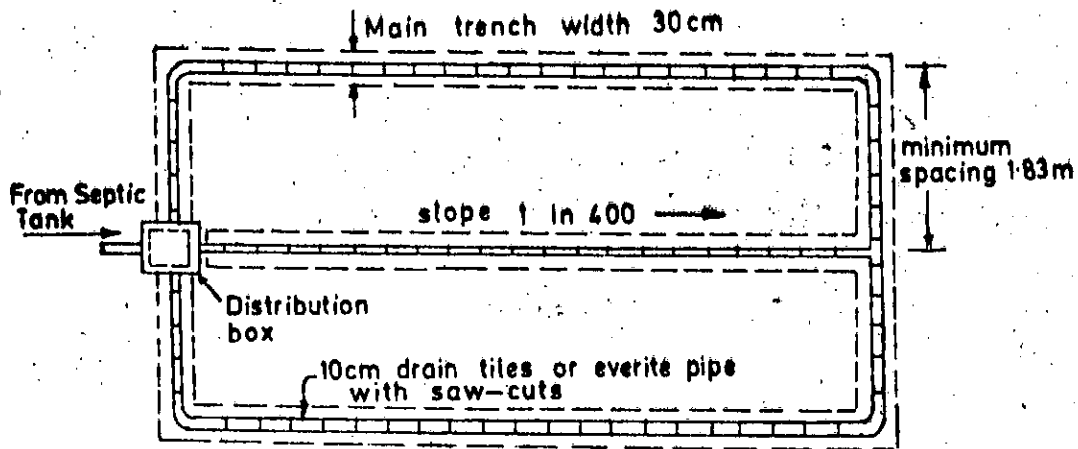 Main trench width 30cm
minimum
spacing 1·83m
From Septic
Tank
slope 1 in 400
Distribution
box
10cm drain tiles or everite pipe
with saw-cuts